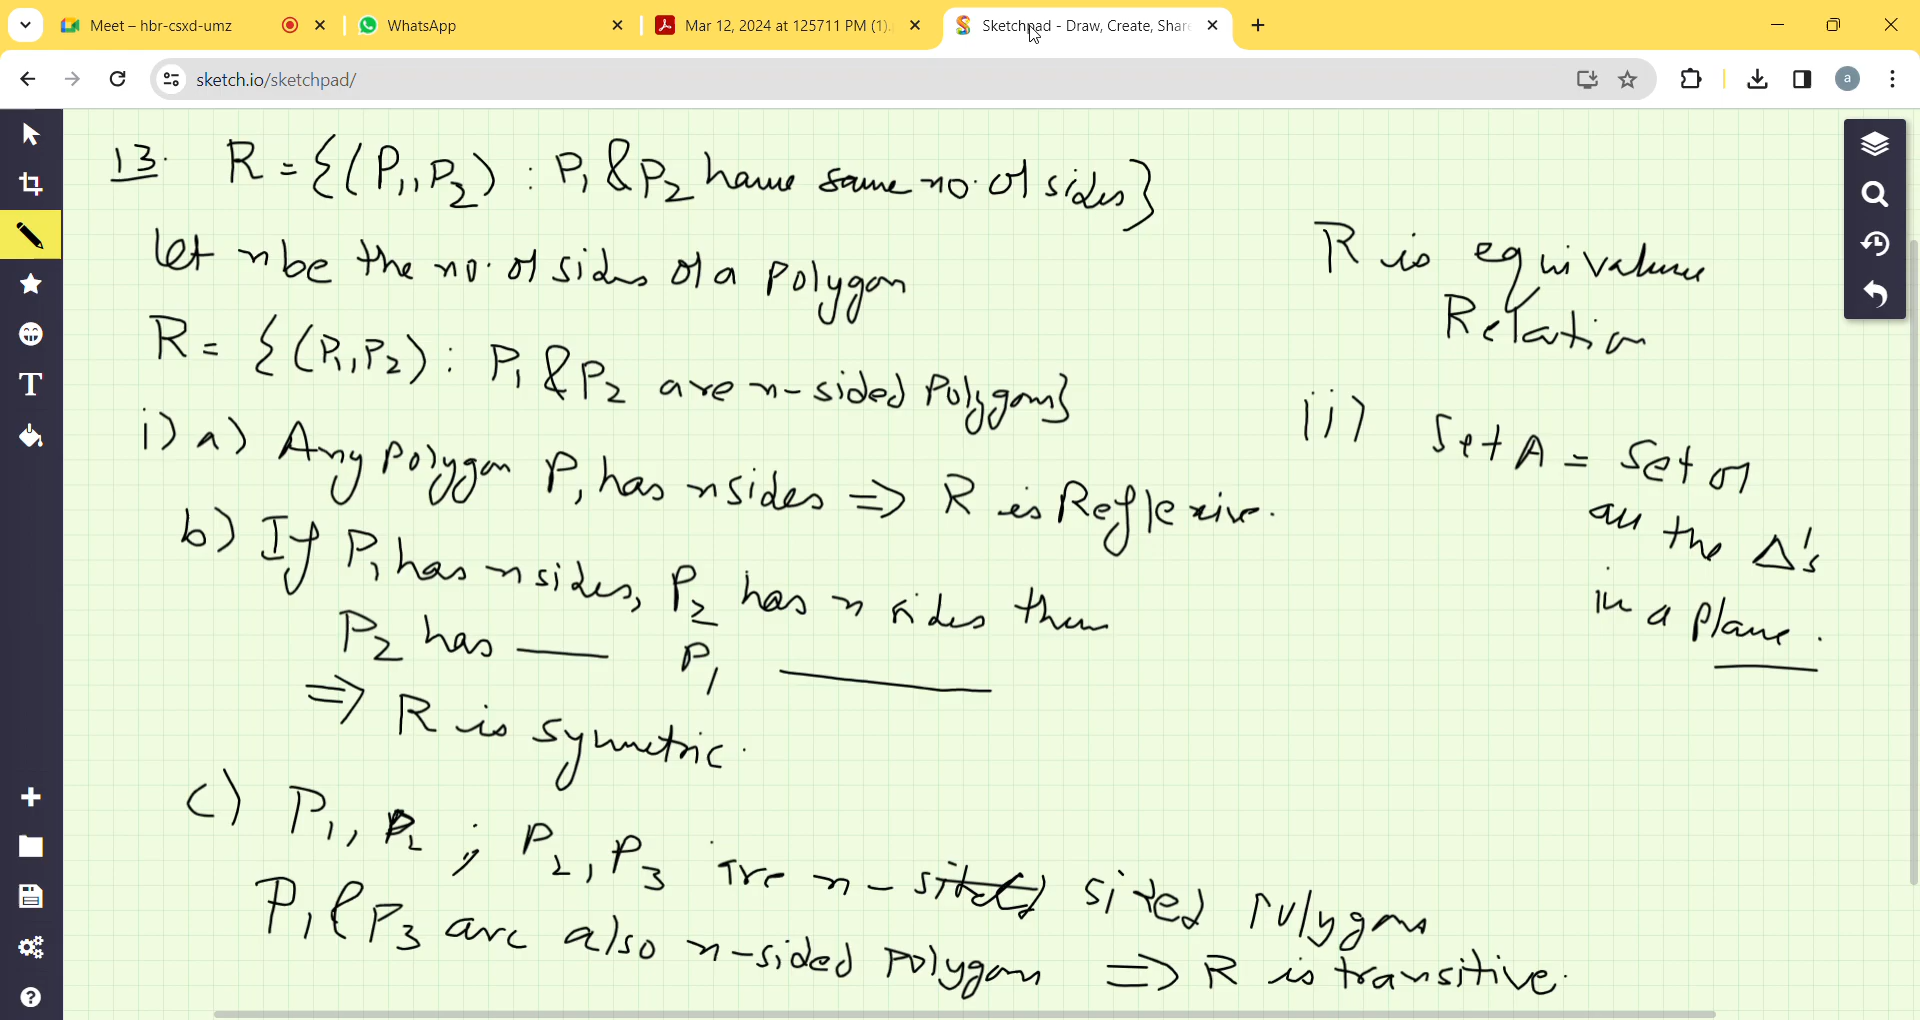 Meet – hbr-csxd-umz
WhatsApp
Mar 12, 2024 at 125711 PM (1).
Sketchpad - Draw, Create, Shar
sketch.io/sketchpad/
a
T
13. R = {(P1, P2) : P1 & P2 have same no. of sides}
let n be the no. of sides of a polygon
R = {(P1, P2) : P1 & P2 are n-sided Polygons}
i) a) Any polygon P1 has n sides => R is Reflexive.
b) If P1 has n sides, P2 has n sides then
P2 has —— P1 ——
=> R is symmetric.
c) P1, P2 ; P2, P3 are n- sided Polygons
P1 & P3 are also n-sided polygon => R is transitive.
R is equivalence
Relation
ii) Set A = Set of
all the Δ's
in a plane.